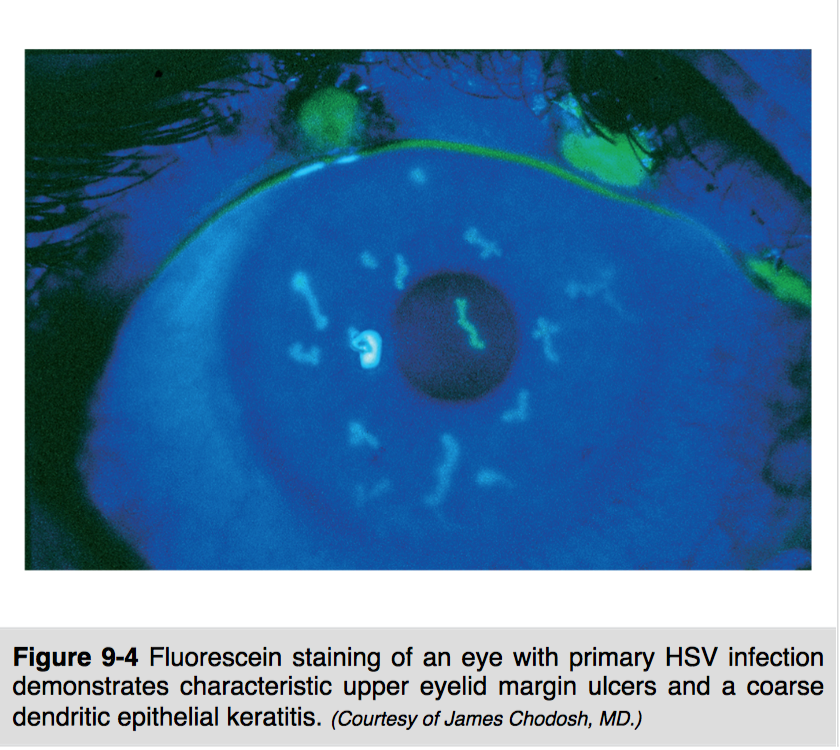 Figure 9-4 Fluorescein staining of an eye with primary HSV infection
demonstrates characteristic upper eyelid margin ulcers and a coarse
dendritic epithelial keratitis. (Courtesy of James Chodosh, MD.)